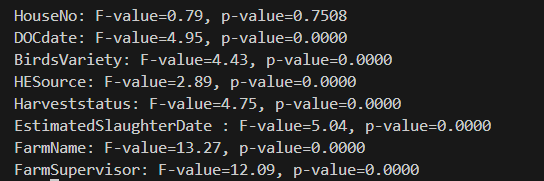 HouseNo: F-value=0.79, p-value=0.7508
DOCdate: F-value=4.95, p-value=0.0000
BirdsVariety: F-value=4.43, p-value=0.0000
HESource: F-value=2.89, p-value=0.0000
Harveststatus: F-value=4.75, p-value=0.0000
EstimatedSlaughterDate : F-value=5.04, p-value=0.0000
FarmName: F-value=13.27, p-value=0.0000
FarmSupervisor: F-value=12.09, p-value=0.0000